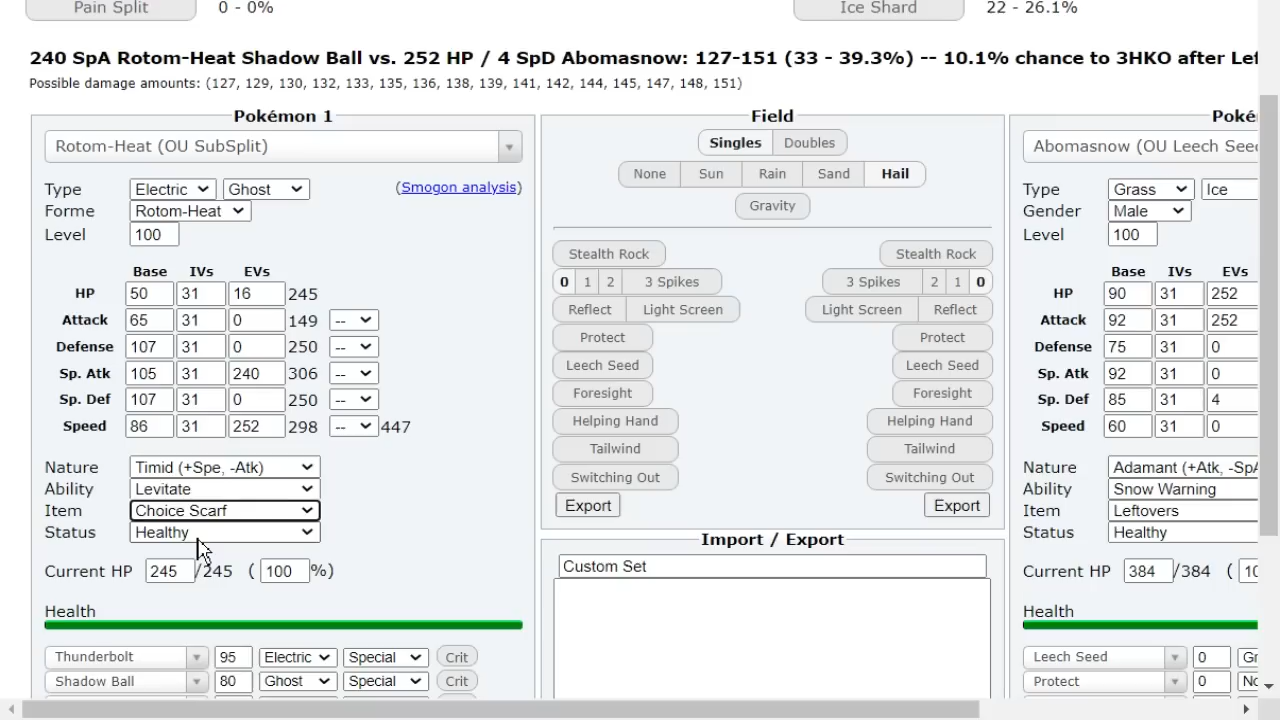 Pain Split 0 - 0% Ice Shard 22 - 26.1%
240 SpA Rotom-Heat Shadow Ball vs. 252 HP / 4 SpD Abomasnow: 127-151 (33 - 39.3%) -- 10.1% chance to 3HKO after Lef
Possible damage amounts: (127, 129, 130, 132, 133, 135, 136, 138, 139, 141, 142, 144, 145, 147, 148, 151)
Pokémon 1
Rotom-Heat (OU SubSplit)
Type Electric Ghost (Smogon analysis)
Forme Rotom-Heat
Level 100
Base IVs EVs
HP 50 31 16 245
Attack 65 31 0 149 --
Defense 107 31 0 250 --
Sp. Atk 105 31 240 306 --
Sp. Def 107 31 0 250 --
Speed 86 31 252 298 -- 447
Nature Timid (+Spe, -Atk)
Ability Levitate
Item Choice Scarf
Status Healthy
Current HP 245 /245 ( 100 %)
Health
Thunderbolt 95 Electric Special Crit
Shadow Ball 80 Ghost Special Crit
Field
Singles Doubles
None Sun Rain Sand Hail
Gravity
Stealth Rock Stealth Rock
0 1 2 3 Spikes 3 Spikes 2 1 0
Reflect Light Screen Light Screen Reflect
Protect Protect
Leech Seed Leech Seed
Foresight Foresight
Helping Hand Helping Hand
Tailwind Tailwind
Switching Out Switching Out
Export Export
Import / Export
Custom Set
Poké
Abomasnow (OU Leech Seed
Type Grass Ice
Gender Male
Level 100
Base IVs EVs
HP 90 31 252
Attack 92 31 252
Defense 75 31 0
Sp. Atk 92 31 0
Sp. Def 85 31 4
Speed 60 31 0
Nature Adamant (+Atk, -SpA
Ability Snow Warning
Item Leftovers
Status Healthy
Current HP 384 /384 ( 10
Health
Leech Seed 0 Gr
Protect 0 No